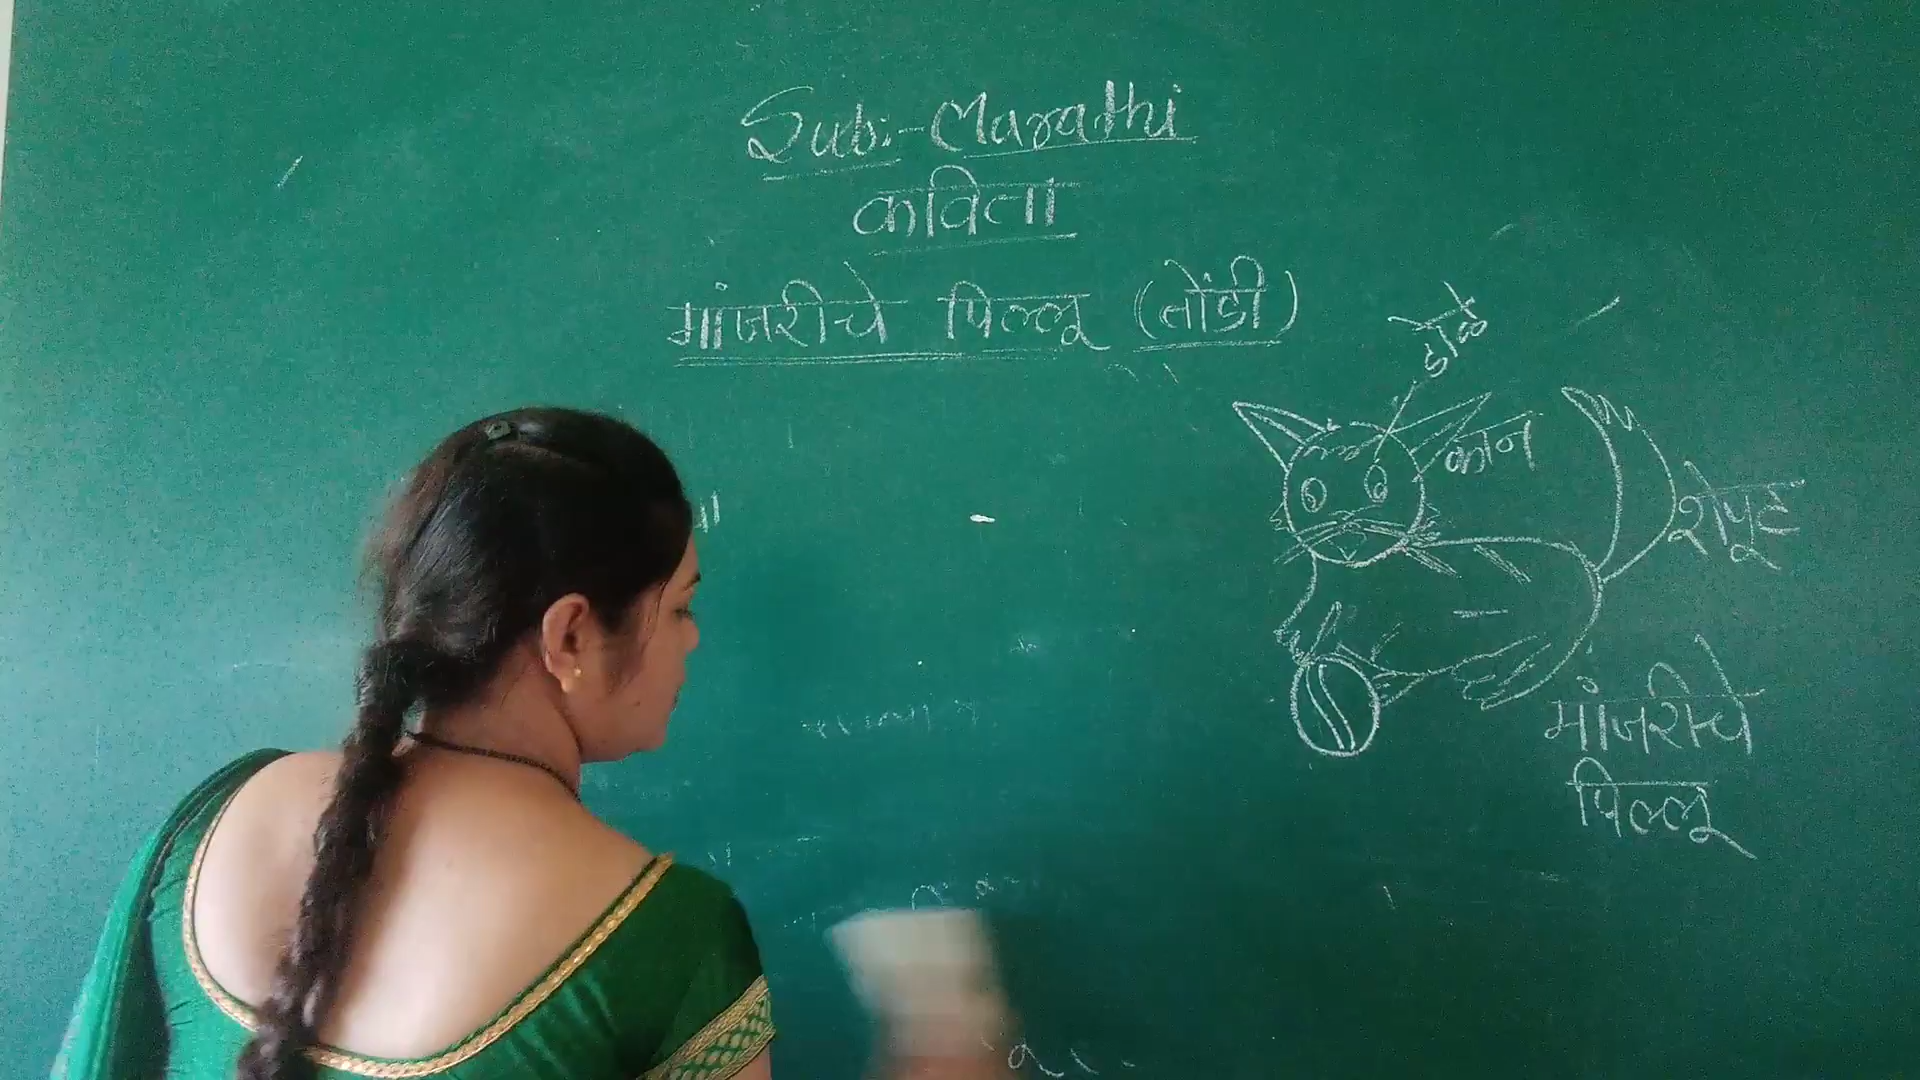 Sub:- Marathi
कविता
मांजरीचे पिल्लू (तोंडी)
डोळे
कान
शेपूट
मांजरीचे
पिल्लू